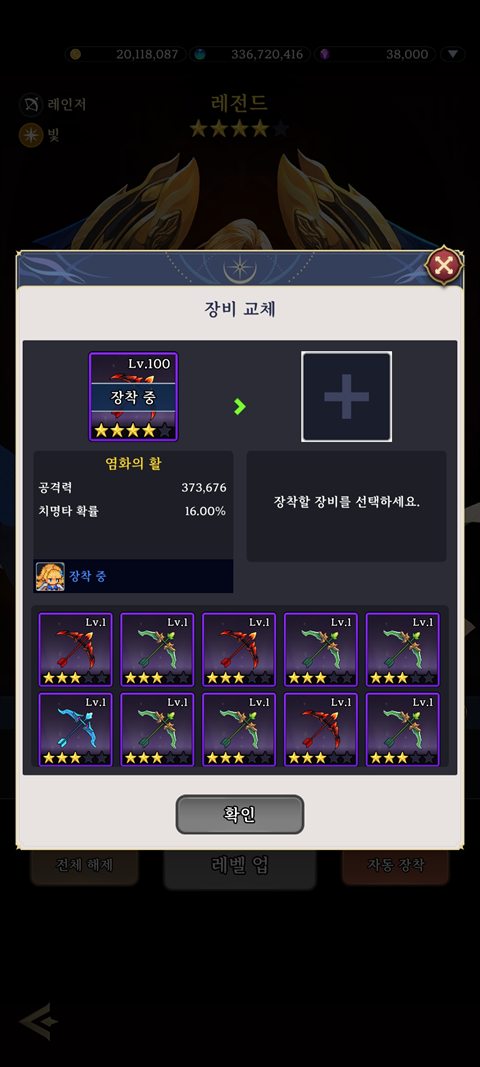 20,118,087 336,720,416 38,000
레인저
레전드
빛
장비 교체
Lv.100
장착 중
염화의 활
공격력 373,676
치명타 확률 16.00%
장착할 장비를 선택하세요.
장착 중
Lv.1 Lv.1 Lv.1 Lv.1 Lv.1
Lv.1 Lv.1 Lv.1 Lv.1 Lv.1
확인
전체 해제 레벨 업 자동 장착